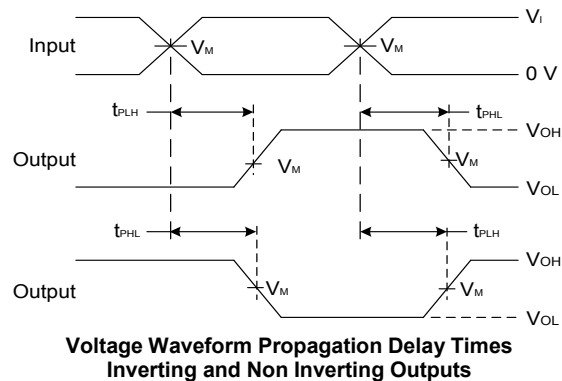 Input
VM
VM
VI
0 V
tPLH
tPHL
Output
VM
VM
VOH
VOL
tPHL
tPLH
Output
VM
VM
VOH
VOL
Voltage Waveform Propagation Delay Times
Inverting and Non Inverting Outputs